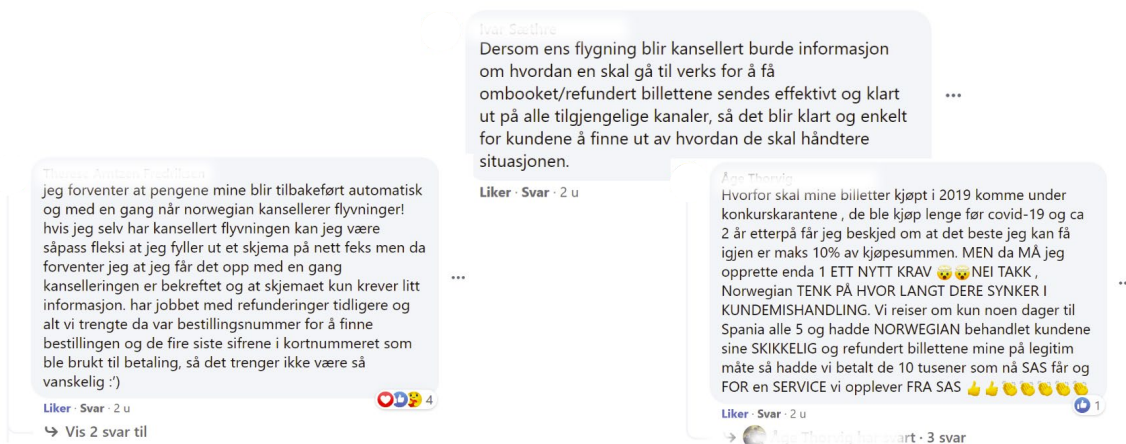 Ivar Sæthre
Dersom ens flygning blir kansellert burde informasjon
om hvordan en skal gå til verks for å få
ombooket/refundert billettene sendes effektivt og klart
ut på alle tilgjengelige kanaler, så det blir klart og enkelt
for kundene å finne ut av hvordan de skal håndtere
situasjonen.
Liker · Svar · 2 u
jeg forventer at pengene mine blir tilbakeført automatisk
og med en gang når norwegian kansellerer flyvninger!
hvis jeg selv har kansellert flyvningen kan jeg være
såpass fleksi at jeg fyller ut et skjema på nett feks men da
forventer jeg at jeg får det opp med en gang
kanselleringen er bekreftet og at skjemaet kun krever litt
informasjon. har jobbet med refunderinger tidligere og
alt vi trengte da var bestillingsnummer for å finne
bestillingen og de fire siste sifrene i kortnummeret som
ble brukt til betaling, så det trenger ikke være så
vanskelig :')
4
Liker · Svar · 2 u
Vis 2 svar til
Åge Thorvig
Hvorfor skal mine billetter kjøpt i 2019 komme under
konkurskarantene , de ble kjøp lenge før covid-19 og ca
2 år etterpå får jeg beskjed om at det beste jeg kan få
igjen er maks 10% av kjøpesummen. MEN da MÅ jeg
opprette enda 1 ETT NYTT KRAV 🤯🤯NEI TAKK ,
Norwegian TENK PÅ HVOR LANGT DERE SYNKER I
KUNDEMISHANDLING. Vi reiser om kun noen dager til
Spania alle 5 og hadde NORWEGIAN behandlet kundene
sine SKIKKELIG og refundert billettene mine på legitim
måte så hadde vi betalt de 10 tusener som nå SAS får og
FOR en SERVICE vi opplever FRA SAS 👍👍👏👏👏👏👏
1
Liker · Svar · 2 u
Åge Thorvig har svart · 3 svar